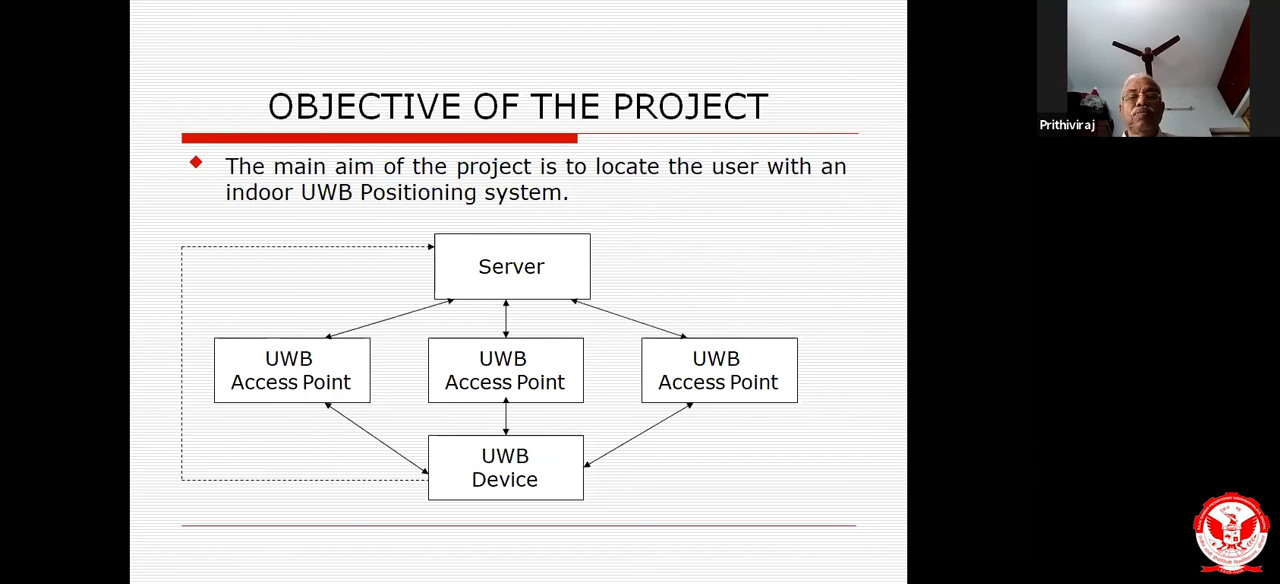 OBJECTIVE OF THE PROJECT
The main aim of the project is to locate the user with an
indoor UWB Positioning system.
Server
UWB
Access Point
UWB
Access Point
UWB
Access Point
UWB
Device
Prithiviraj